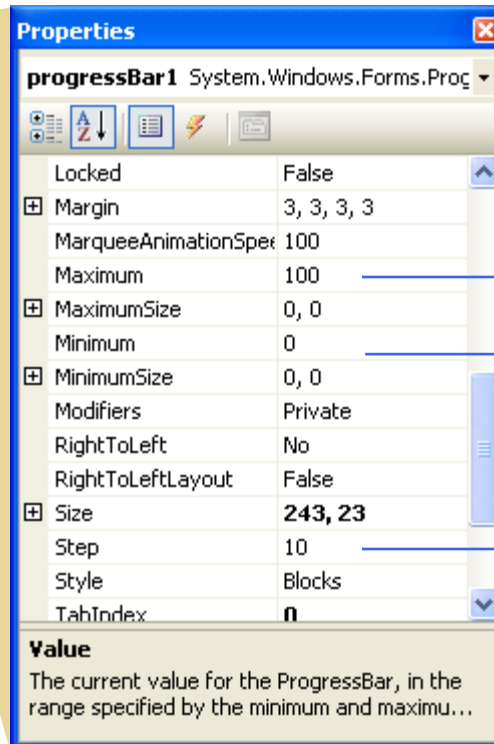 Properties
progressBar1 System.Windows.Forms.Prog
A Z
Locked False
Margin 3, 3, 3, 3
MarqueeAnimationSpee 100
Maximum 100
MaximumSize 0, 0
Minimum 0
MinimumSize 0, 0
Modifiers Private
RightToLeft No
RightToLeftLayout False
Size 243, 23
Step 10
Style Blocks
TabIndex 0
Value
The current value for the ProgressBar, in the
range specified by the minimum and maximu...